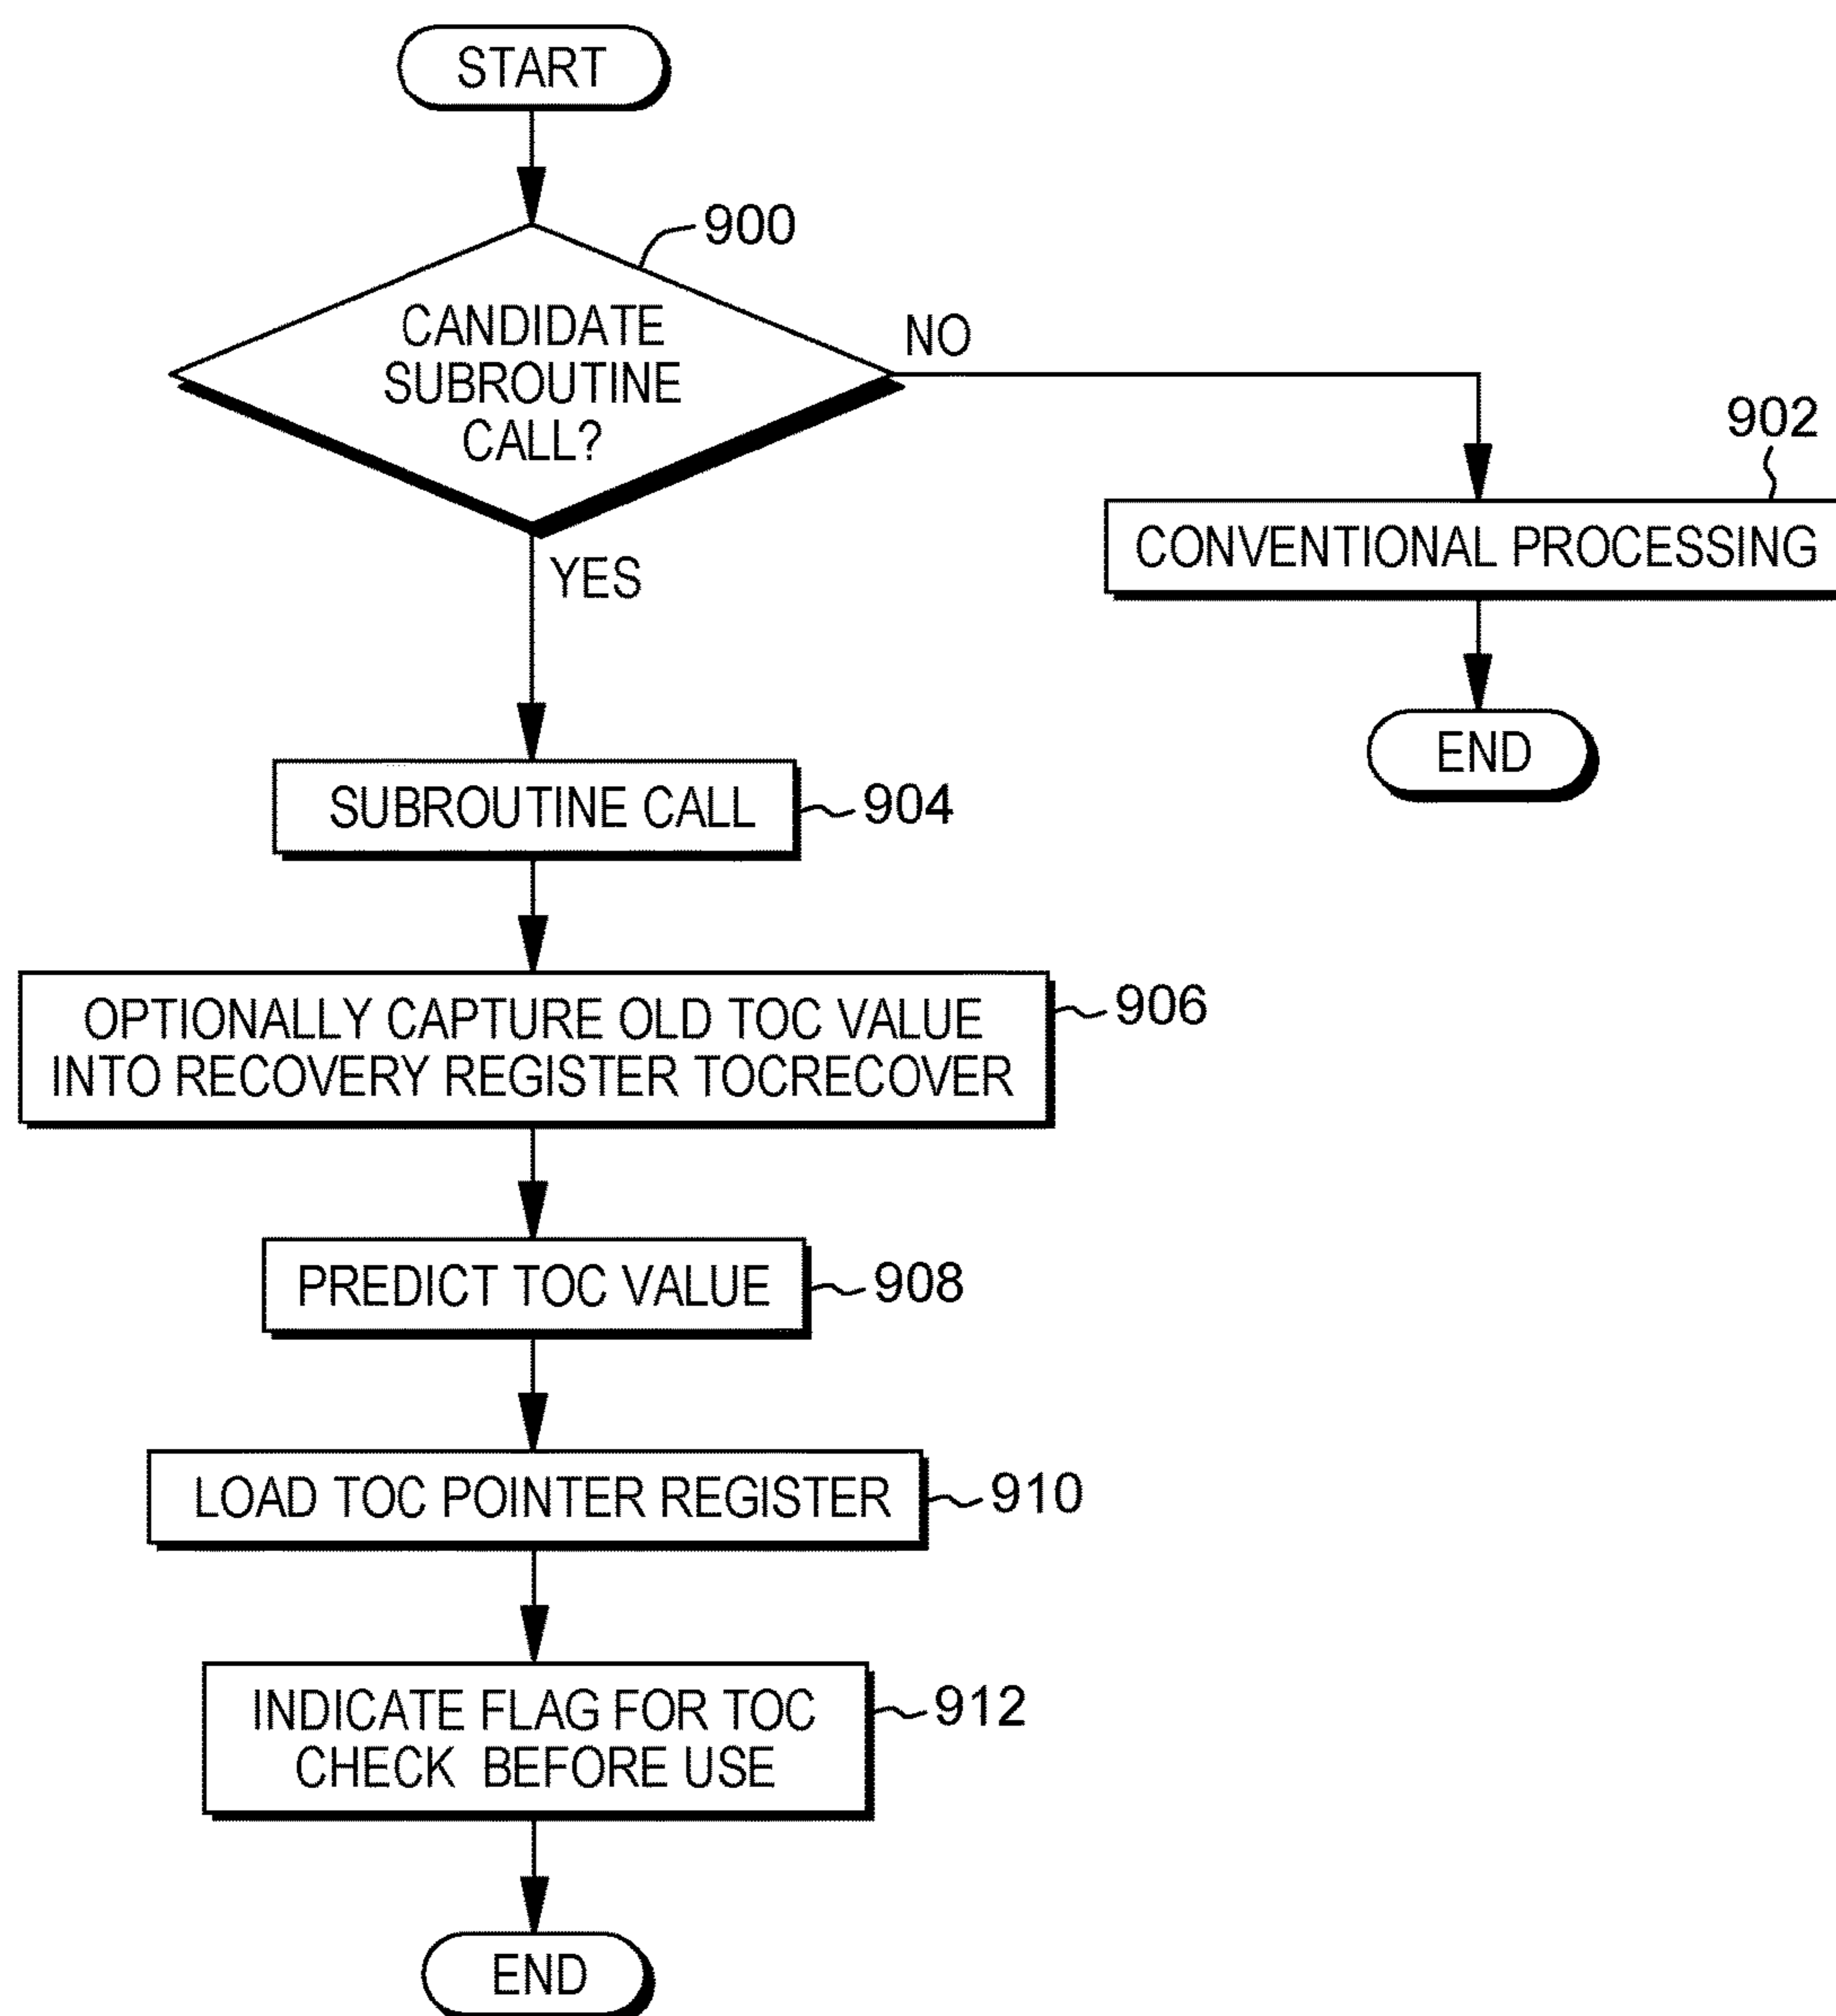 START
900
CANDIDATE
SUBROUTINE
CALL?
NO
YES
902
CONVENTIONAL PROCESSING
END
SUBROUTINE CALL
904
OPTIONALLY CAPTURE OLD TOC VALUE
INTO RECOVERY REGISTER TOCRECOVER
906
PREDICT TOC VALUE
908
LOAD TOC POINTER REGISTER
910
INDICATE FLAG FOR TOC
CHECK BEFORE USE
912
END